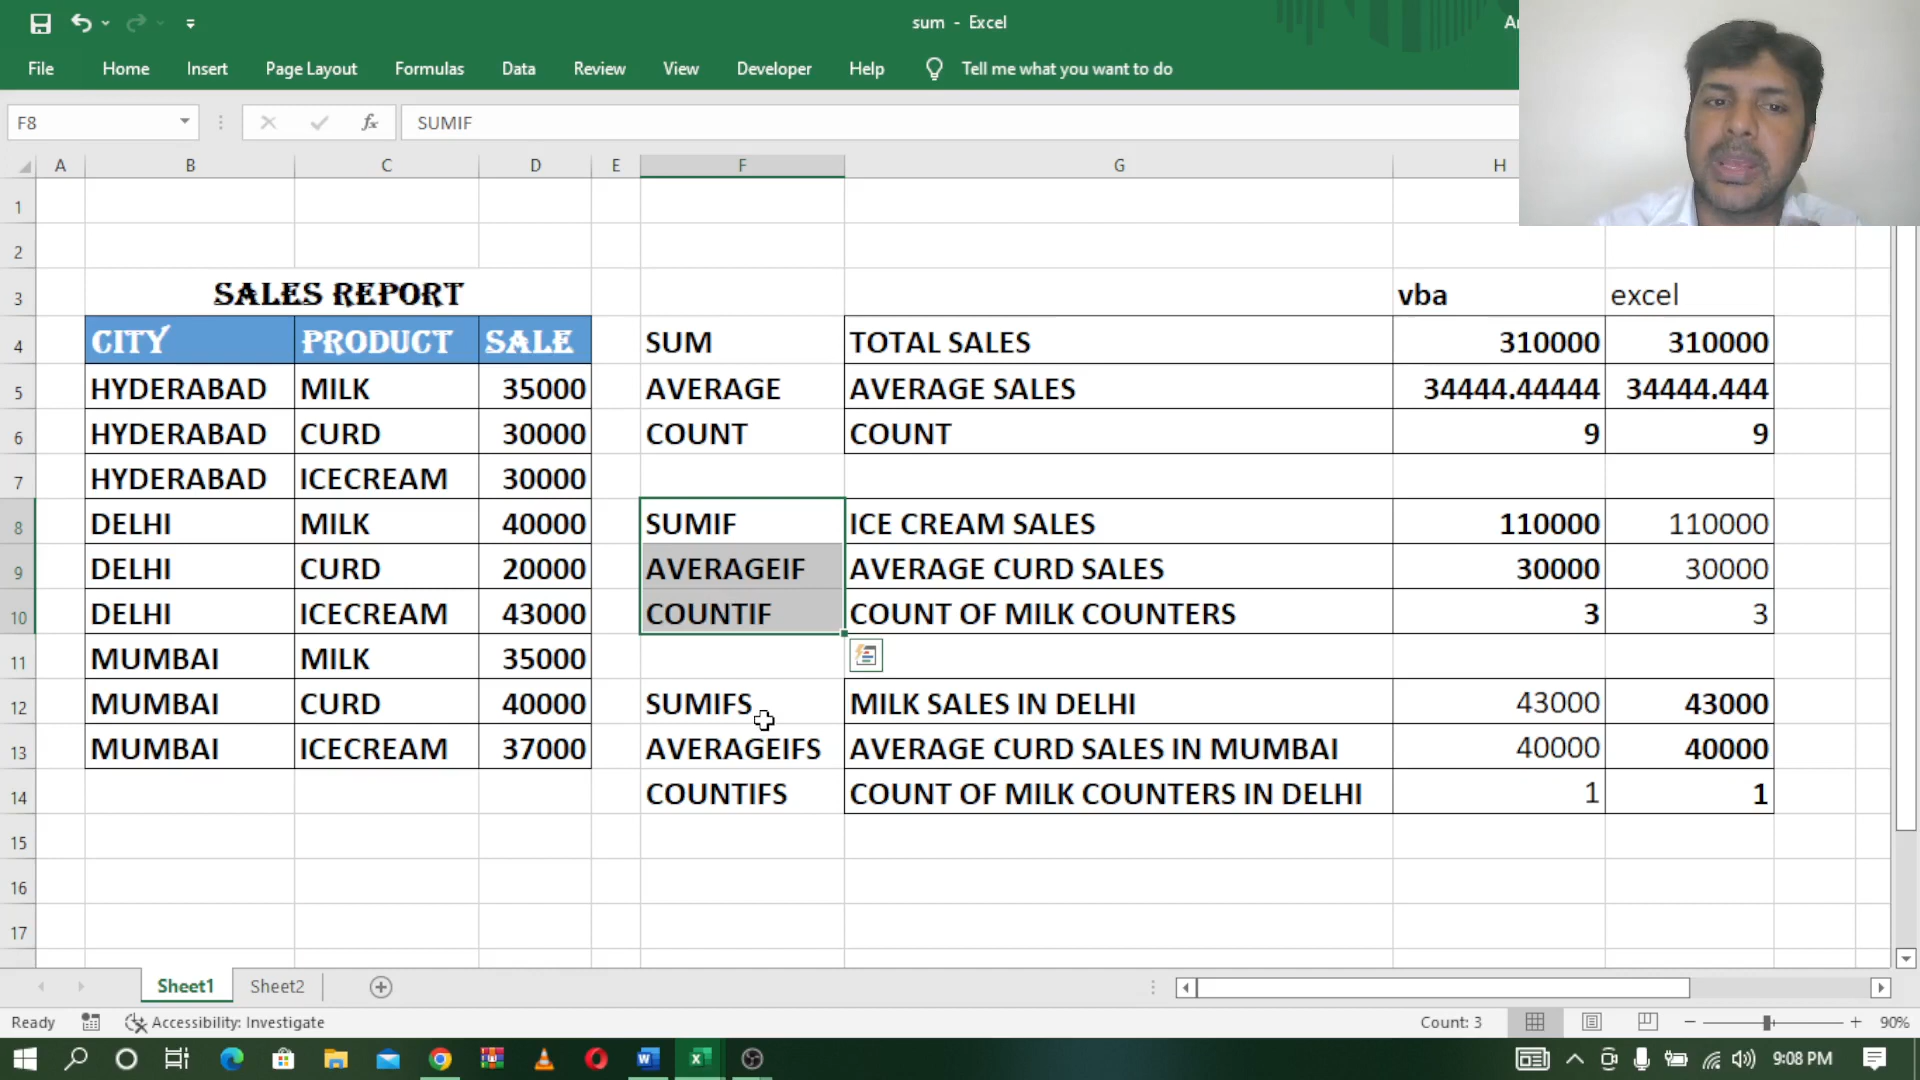 sum - Excel
Ar
File Home Insert Page Layout Formulas Data Review View Developer Help Tell me what you want to do
F8 fx SUMIF
A B C D E F G H
1
2
3 SALES REPORT vba excel
4 CITY PRODUCT SALE SUM TOTAL SALES 310000 310000
5 HYDERABAD MILK 35000 AVERAGE AVERAGE SALES 34444.44444 34444.444
6 HYDERABAD CURD 30000 COUNT COUNT 9 9
7 HYDERABAD ICECREAM 30000
8 DELHI MILK 40000 SUMIF ICE CREAM SALES 110000 110000
9 DELHI CURD 20000 AVERAGEIF AVERAGE CURD SALES 30000 30000
10 DELHI ICECREAM 43000 COUNTIF COUNT OF MILK COUNTERS 3 3
11 MUMBAI MILK 35000
12 MUMBAI CURD 40000 SUMIFS MILK SALES IN DELHI 43000 43000
13 MUMBAI ICECREAM 37000 AVERAGEIFS AVERAGE CURD SALES IN MUMBAI 40000 40000
14 COUNTIFS COUNT OF MILK COUNTERS IN DELHI 1 1
15
16
17
Sheet1 Sheet2
Ready Accessibility: Investigate Count: 3 90%
9:08 PM